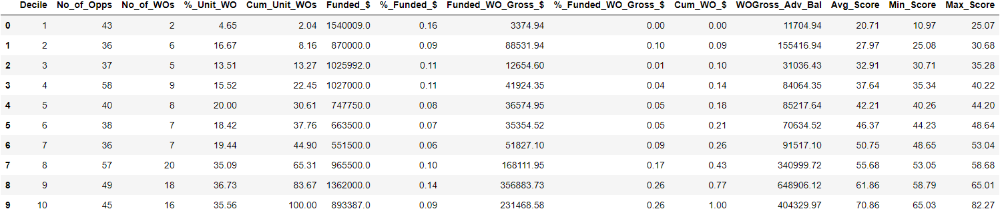 Decile No_of_Opps No_of_WOs %_Unit_WO Cum_Unit_WOs Funded_$ %_Funded_$ Funded_WO_Gross_$ %_Funded_WO_Gross_$ Cum_WO_$ WOGross_Adv_Bal Avg_Score Min_Score Max_Score
0 1 43 2 4.65 2.04 1540009.0 0.16 3374.94 0.00 0.00 11704.94 20.71 10.97 25.07
1 2 36 6 16.67 8.16 870000.0 0.09 88531.94 0.10 0.09 155416.94 27.97 25.08 30.68
2 3 37 5 13.51 13.27 1025992.0 0.11 12654.60 0.01 0.10 31036.43 32.91 30.71 35.28
3 4 58 9 15.52 22.45 1027000.0 0.11 41924.35 0.04 0.14 84064.35 37.64 35.34 40.22
4 5 40 8 20.00 30.61 747750.0 0.08 36574.95 0.05 0.18 85217.64 42.21 40.26 44.20
5 6 38 7 18.42 37.76 663500.0 0.07 35354.52 0.05 0.21 70634.52 46.37 44.23 48.64
6 7 36 7 19.44 44.90 551500.0 0.06 51827.10 0.09 0.26 91517.10 50.75 48.65 53.04
7 8 57 20 35.09 65.31 965500.0 0.10 168111.95 0.17 0.43 340999.72 55.68 53.05 58.68
8 9 49 18 36.73 83.67 1362000.0 0.14 356883.73 0.26 0.77 648906.12 61.86 58.79 65.01
9 10 45 16 35.56 100.00 893387.0 0.09 231468.58 0.26 1.00 404329.97 70.86 65.03 82.27